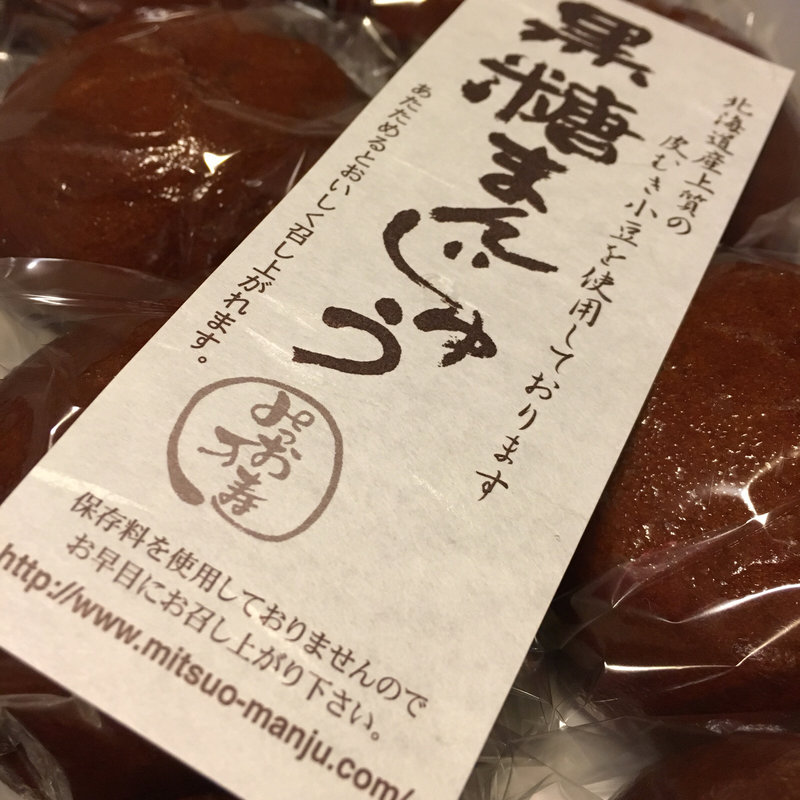 北海道産上質の
皮むき小豆を使用しております
黒糖まんじゅう
あたためるとおいしく召し上がれます。
みつお
万寿
保存料を使用しておりませんので
お早目にお召し上がり下さい。
http://www.mitsuo-manju.com/